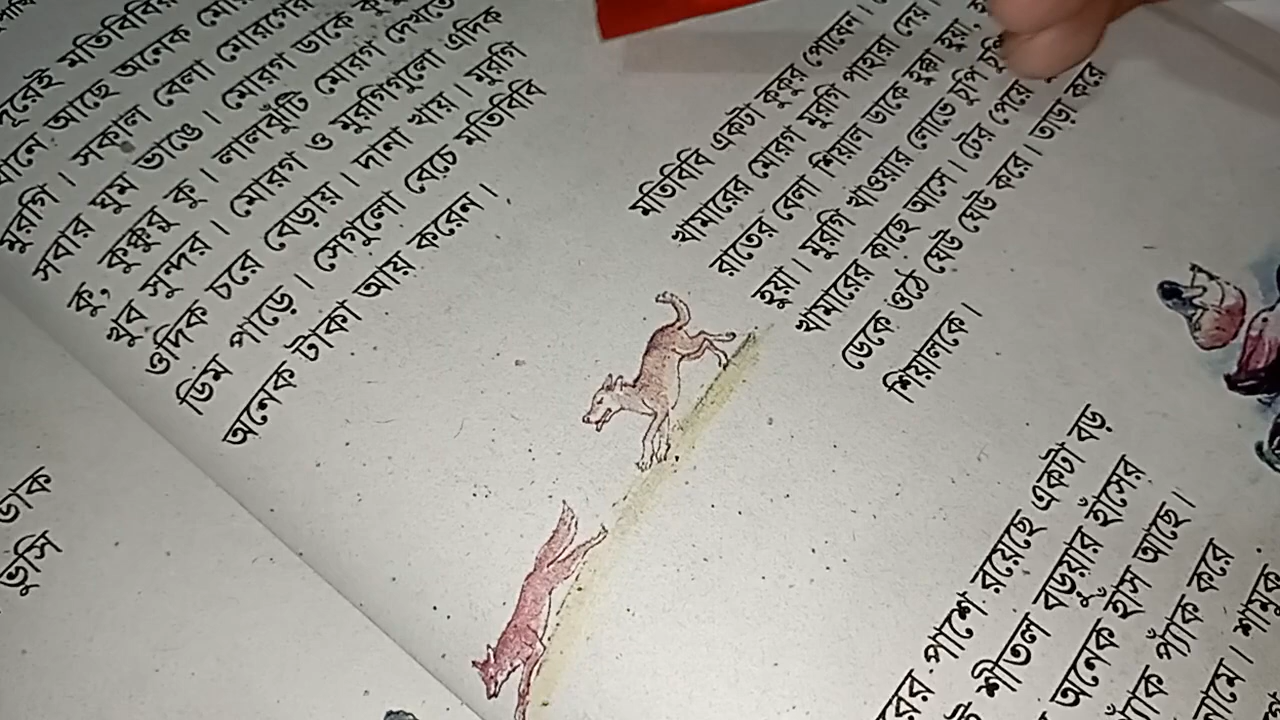 দূরেই মতিবিবির
আছে অনেক
মুরগি । সকাল বেলা মোরগের
সবার ঘুম ভাঙে । মোরগ ডাকে
কু, কুক্কুরু কু । লালঝুঁটি মোরগ দেখতে
খুব সুন্দর । মোরগ ও মুরগিগুলো এদিক
ওদিক চরে বেড়ায় । দানা খায় । মুরগি
ডিম পাড়ে । সেগুলো বেচে মতিবিবি
অনেক টাকা আয় করেন ।
মতিবিবি একটা কুকুর পোষেন ।
খামারের মোরগ মুরগি পাহারা দেয়
রাতের বেলা শিয়াল ডাকে হুক্কা হুয়া,
হুয়া । মুরগি খাওয়ার লোভে চুপি
খামারের কাছে আসে । টের পেয়ে
ডেকে ওঠে ঘেউ ঘেউ করে । তাড়া করে
শিয়ালকে ।
পাশে রয়েছে একটা বড়
শীতল বড়ুয়ার হাঁসের
অনেক হাঁস আছে ।
প্যাঁক করে
শামুক
ডাক
ভুসি